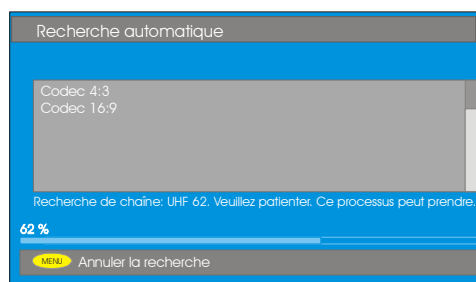 Recherche automatique
Codec 4:3
Codec 16:9
Recherche de chaîne: UHF 62. Veuillez patienter. Ce processus peut prendre.
62 %
MENU Annuler la recherche